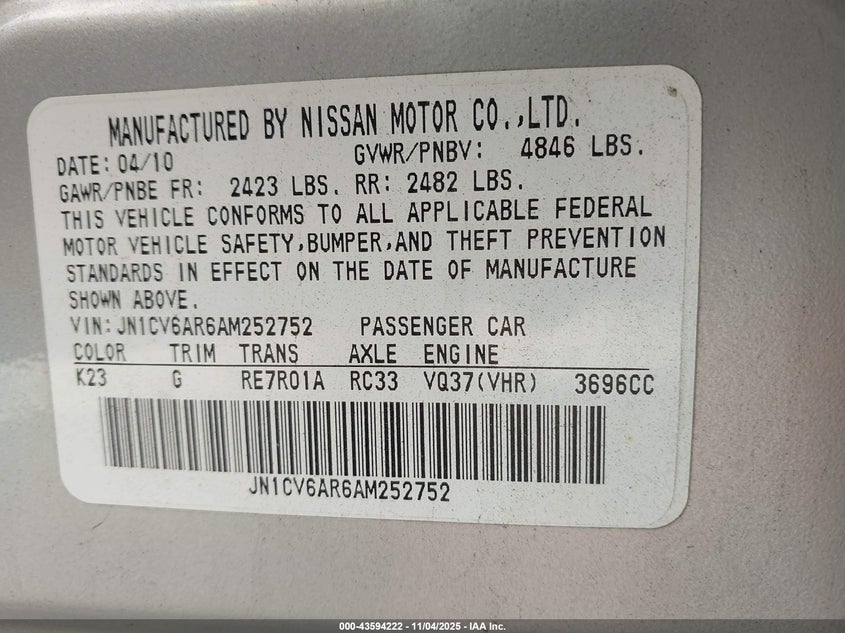 MANUFACTURED BY NISSAN MOTOR CO.,LTD.
DATE: 04/10 GVWR/PNBV: 4846 LBS.
GAWR/PNBE FR: 2423 LBS. RR: 2482 LBS.
THIS VEHICLE CONFORMS TO ALL APPLICABLE FEDERAL
MOTOR VEHICLE SAFETY,BUMPER,AND THEFT PREVENTION
STANDARDS IN EFFECT ON THE DATE OF MANUFACTURE
SHOWN ABOVE.
VIN: JN1CV6AR6AM252752 PASSENGER CAR
COLOR TRIM TRANS AXLE ENGINE
K23 G RE7R01A RC33 VQ37(VHR) 3696CC
JN1CV6AR6AM252752
000-43594222 - 11/04/2025 - IAA Inc.